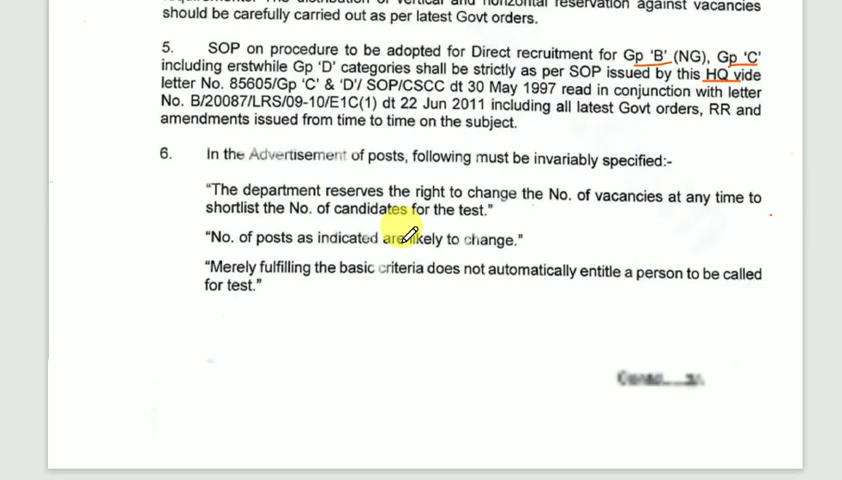 should be carefully carried out as per latest Govt orders.
5. SOP on procedure to be adopted for Direct recruitment for Gp 'B' (NG), Gp 'C'
including erstwhile Gp 'D' categories shall be strictly as per SOP issued by this HQ vide
letter No. 85605/Gp 'C' & 'D'/ SOP/CSCC dt 30 May 1997 read in conjunction with letter
No. B/20087/LRS/09-10/E1C(1) dt 22 Jun 2011 including all latest Govt orders, RR and
amendments issued from time to time on the subject.
6. In the Advertisement of posts, following must be invariably specified:-
"The department reserves the right to change the No. of vacancies at any time to
shortlist the No. of candidates for the test."
"No. of posts as indicated are likely to change."
"Merely fulfilling the basic criteria does not automatically entitle a person to be called
for test."